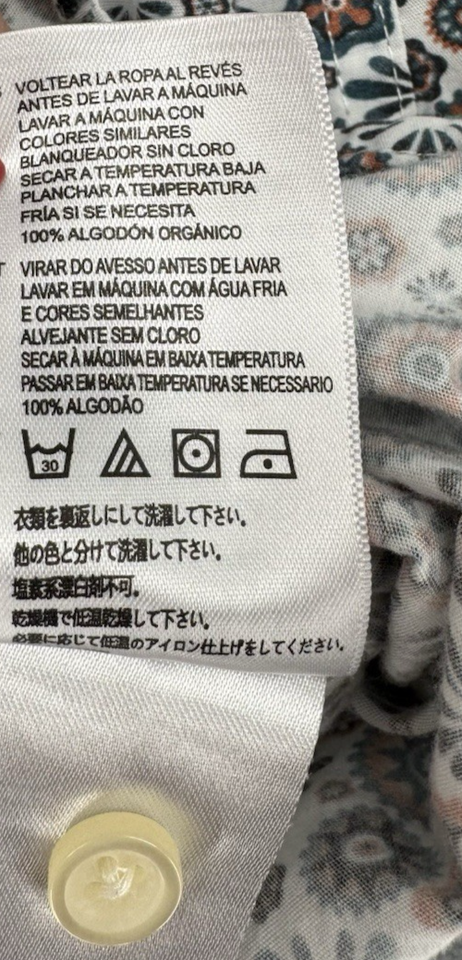 VOLTEAR LA ROPA AL REVÉS
ANTES DE LAVAR A MÁQUINA
LAVAR A MÁQUINA CON
COLORES SIMILARES
BLANQUEADOR SIN CLORO
SECAR A TEMPERATURA BAJA
PLANCHAR A TEMPERATURA
FRÍA SI SE NECESITA
100% ALGODÓN ORGÁNICO
VIRAR DO AVESSO ANTES DE LAVAR
LAVAR EM MÁQUINA COM ÁGUA FRIA
E CORES SEMELHANTES
ALVEJANTE SEM CLORO
SECAR À MÁQUINA EM BAIXA TEMPERATURA
PASSAR EM BAIXA TEMPERATURA SE NECESSARIO
100% ALGODÃO
30
衣類を裏返しにして洗濯して下さい。
他の色と分けて洗濯して下さい。
塩素系漂白剤不可。
乾燥機で低温乾燥して下さい。
必要に応じて低温のアイロン仕上げをしてください。